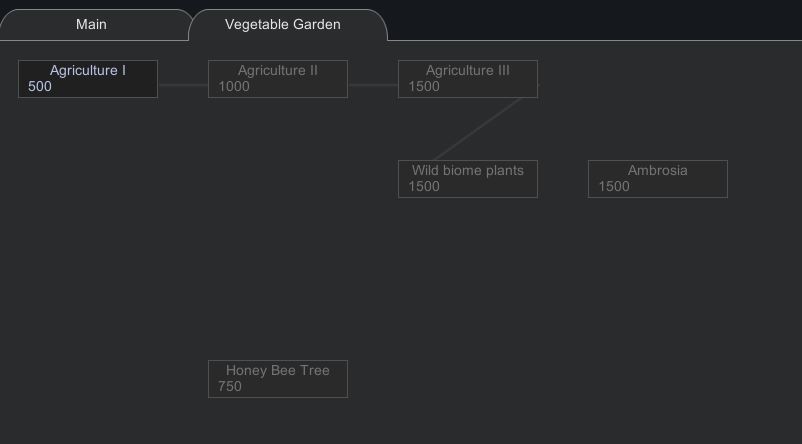 Main
Vegetable Garden
Agriculture I
500
Agriculture II
1000
Agriculture III
1500
Wild biome plants
1500
Ambrosia
1500
Honey Bee Tree
750